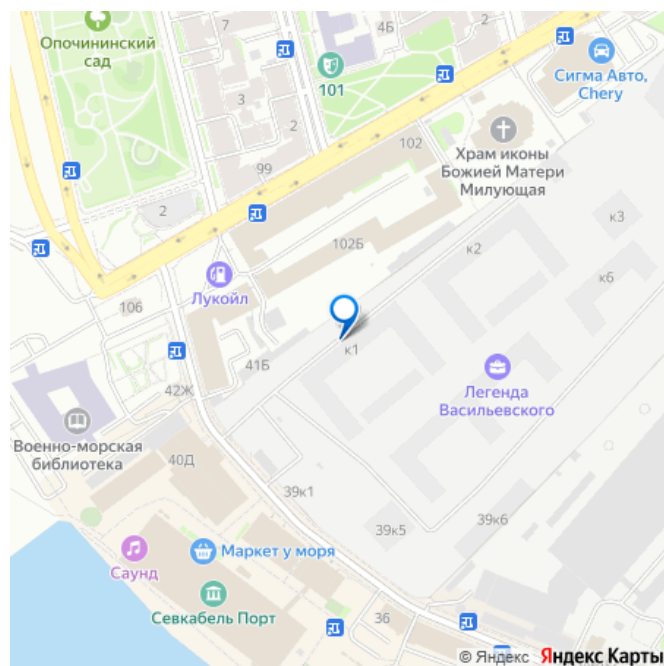 Опочининский
сад
7
4Б
3
101
2
Сигма Авто,
Chery
99
102
Храм иконы
Божией Матери
Милующая
2
к3
102Б
к2
Лукойл
к6
106
к1
41Б
42Ж
Легенда
Васильевского
Военно-морская
библиотека
40Д
39к1
39к5
39к6
Саунд
Маркет у моря
Севкабель Порт
36
© Яндекс Яндекс Карты